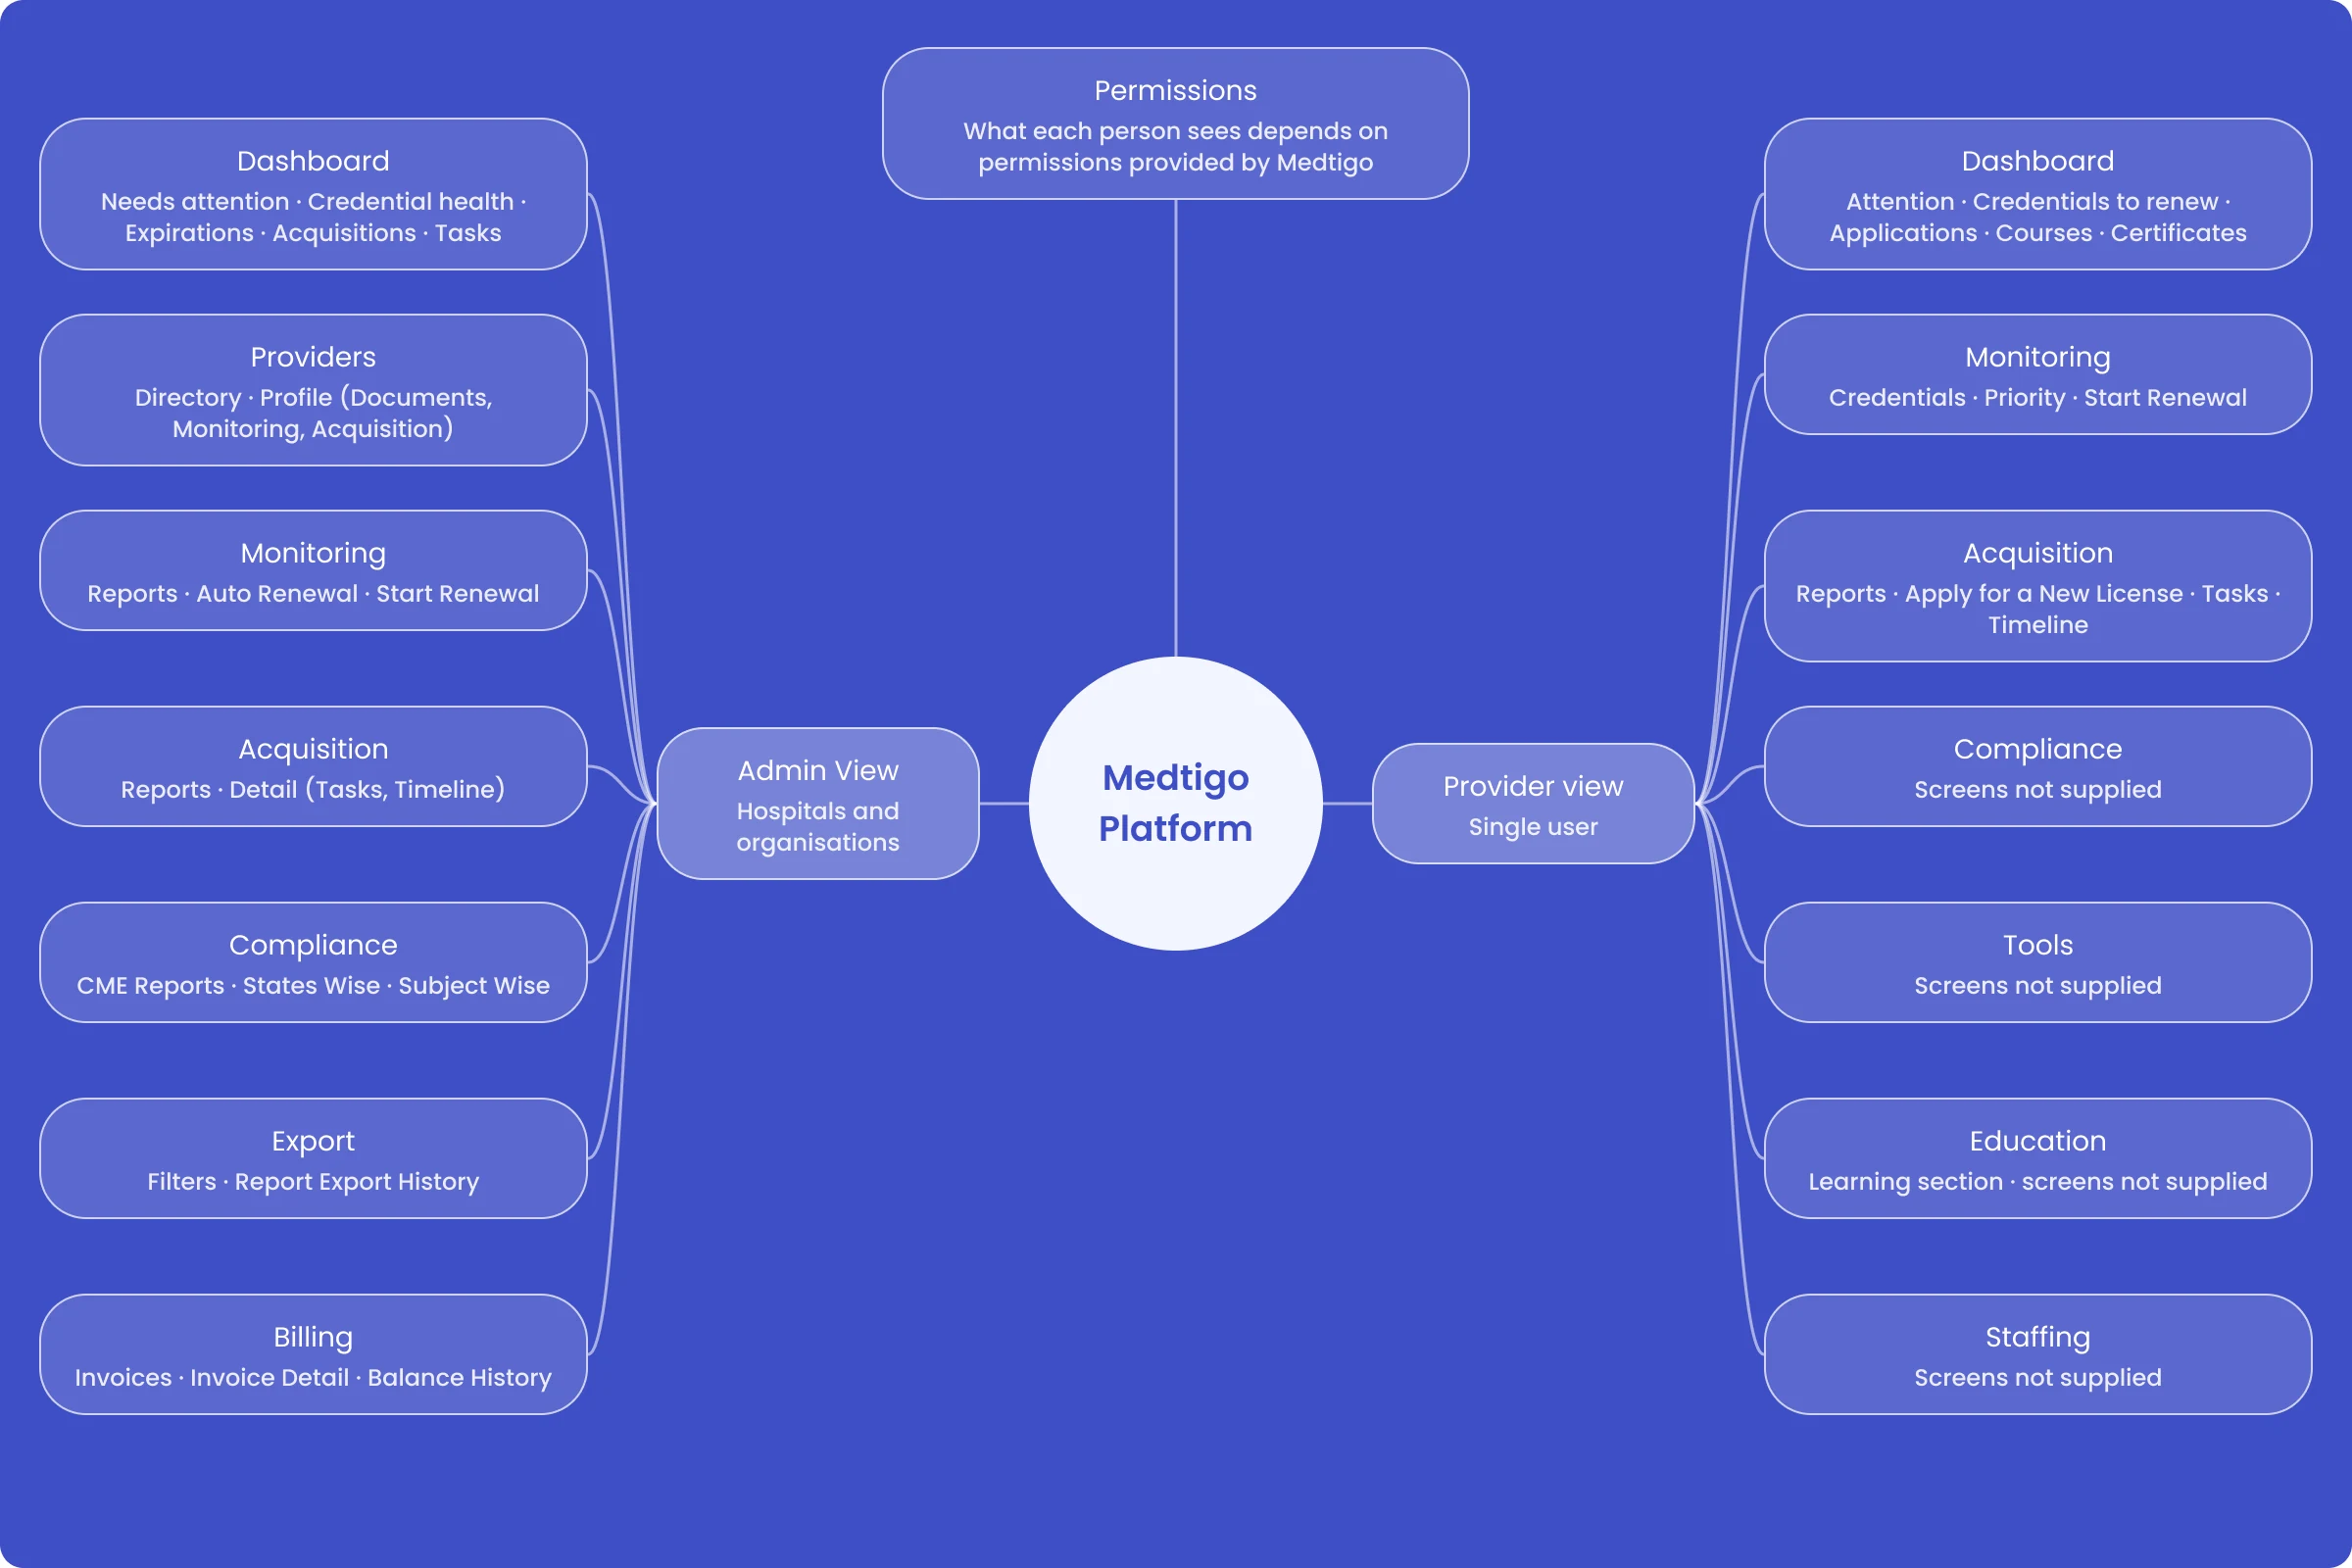 Permissions
What each person sees depends on
permissions provided by Medtigo
Dashboard
Needs attention · Credential health ·
Expirations · Acquisitions · Tasks
Providers
Directory · Profile (Documents,
Monitoring, Acquisition)
Monitoring
Reports · Auto Renewal · Start Renewal
Acquisition
Reports · Detail (Tasks, Timeline)
Compliance
CME Reports · States Wise · Subject Wise
Export
Filters · Report Export History
Billing
Invoices · Invoice Detail · Balance History
Admin View
Hospitals and
organisations
Medtigo
Platform
Provider view
Single user
Dashboard
Attention · Credentials to renew ·
Applications · Courses · Certificates
Monitoring
Credentials · Priority · Start Renewal
Acquisition
Reports · Apply for a New License · Tasks ·
Timeline
Compliance
Screens not supplied
Tools
Screens not supplied
Education
Learning section · screens not supplied
Staffing
Screens not supplied